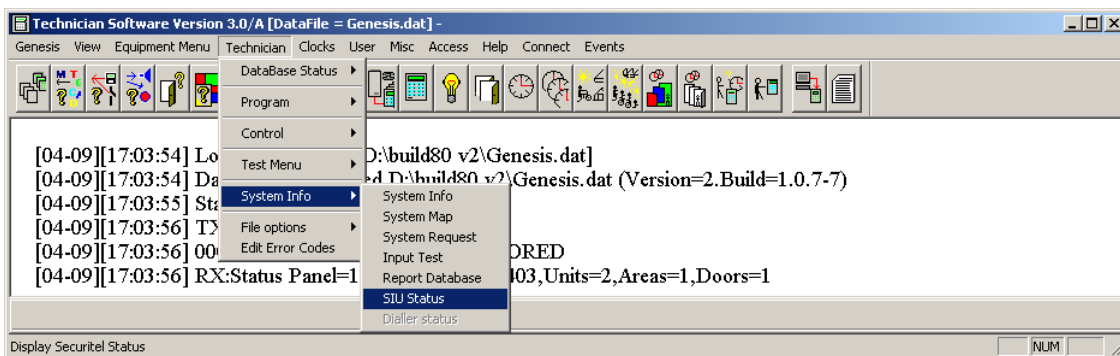 Technician Software Version 3.0/A [DataFile = Genesis.dat] -
Genesis View Equipment Menu Technician Clocks User Misc Access Help Connect Events
DataBase Status
Program
Control
Test Menu
System Info
File options
Edit Error Codes
System Info
System Map
System Request
Input Test
Report Database
SIU Status
Dialler status
[04-09][17:03:54] Lo D:\build80 v2\Genesis.dat]
[04-09][17:03:54] Da ed D:\build80 v2\Genesis.dat (Version=2.Build=1.0.7-7)
[04-09][17:03:55] Sta
[04-09][17:03:56] TX
[04-09][17:03:56] 00 ORED
[04-09][17:03:56] RX:Status Panel=1 403,Units=2,Areas=1,Doors=1
Display Securitel Status NUM